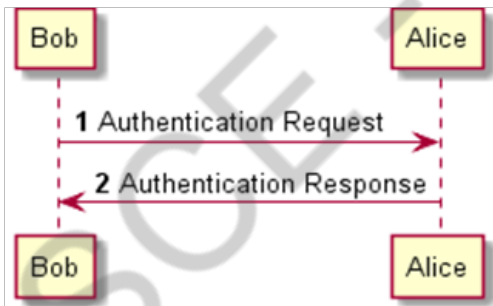 Bob Alice
1 Authentication Request
2 Authentication Response
Bob Alice